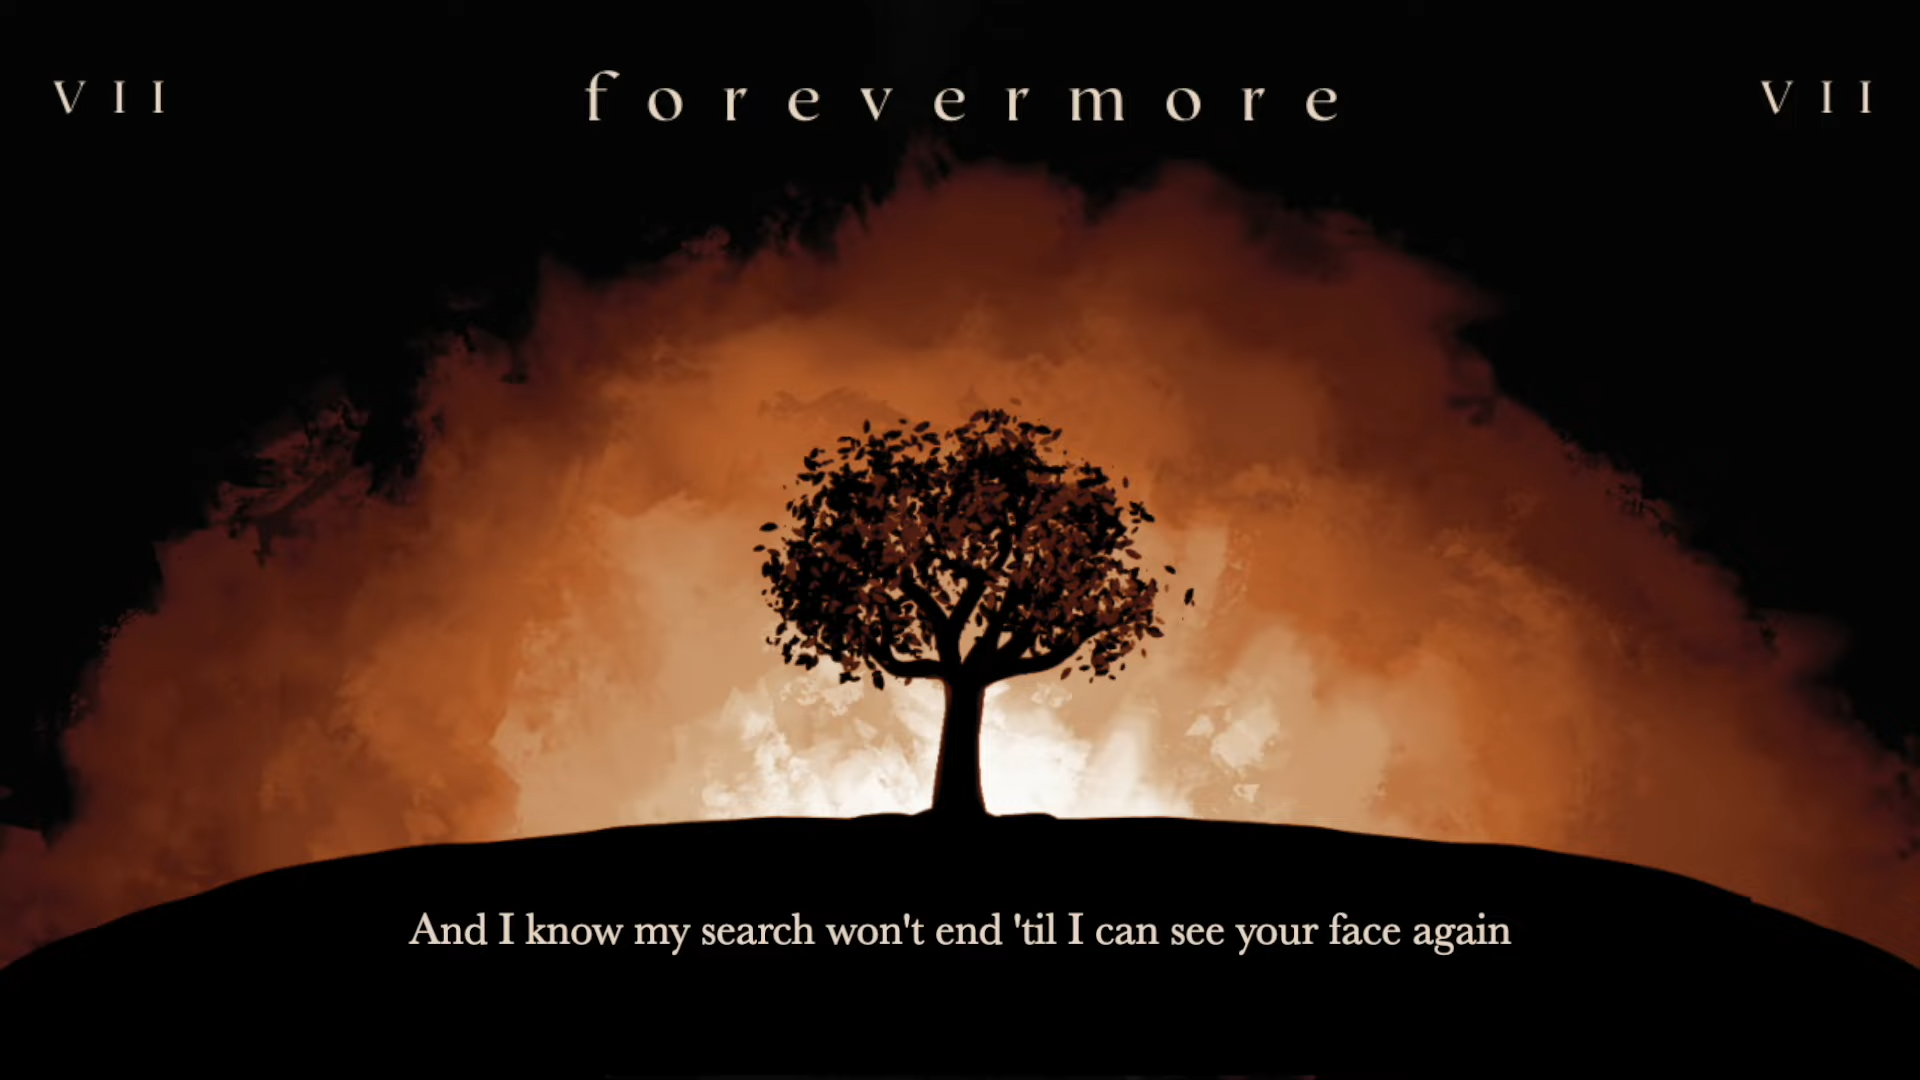 VII
forevermore
VII
And I know my search won't end 'til I can see your face again